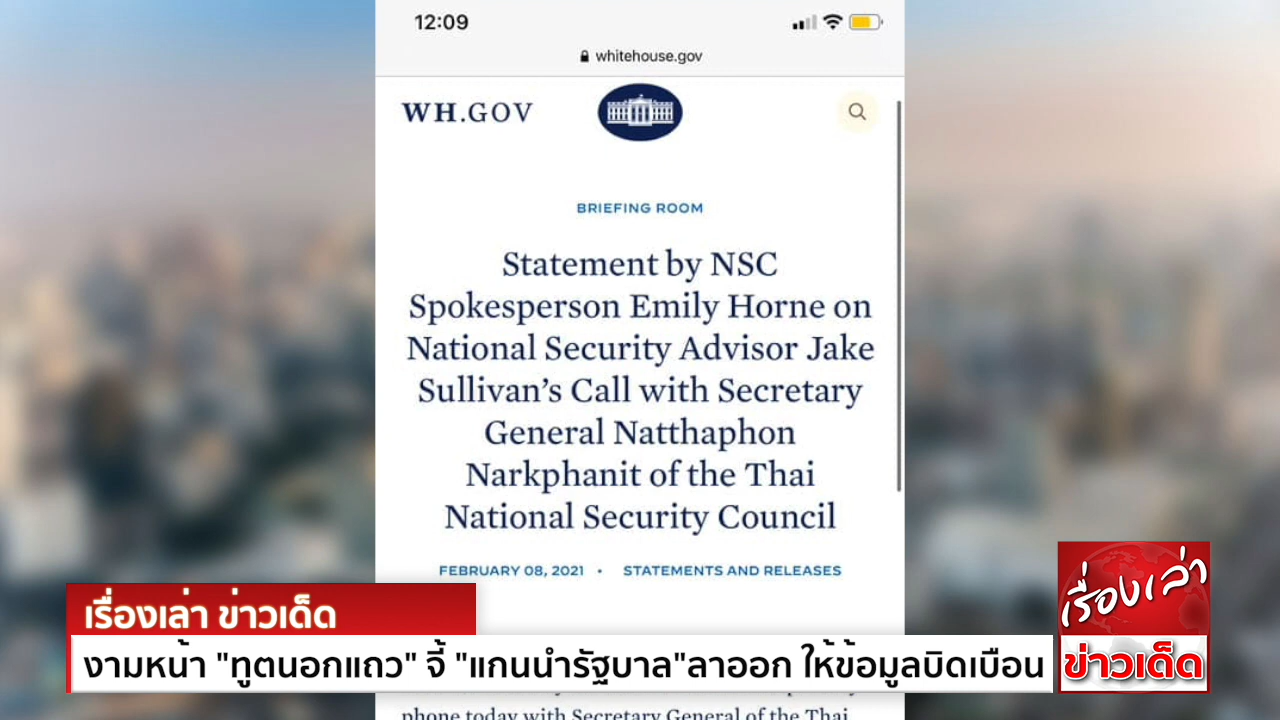 12:09
whitehouse.gov
WH.GOV
BRIEFING ROOM
Statement by NSC
Spokesperson Emily Horne on
National Security Advisor Jake
Sullivan's Call with Secretary
General Natthaphon
Narkphanit of the Thai
National Security Council
FEBRUARY 08, 2021 • STATEMENTS AND RELEASES
เรื่องเล่า ข่าวเด็ด
งามหน้า "ทูตนอกแถว" จี้ "แกนนำรัฐบาล"ลาออก ให้ข้อมูลบิดเบือน
เรื่องเล่า
ข่าวเด็ด
phone today with Secretary General of the Thai